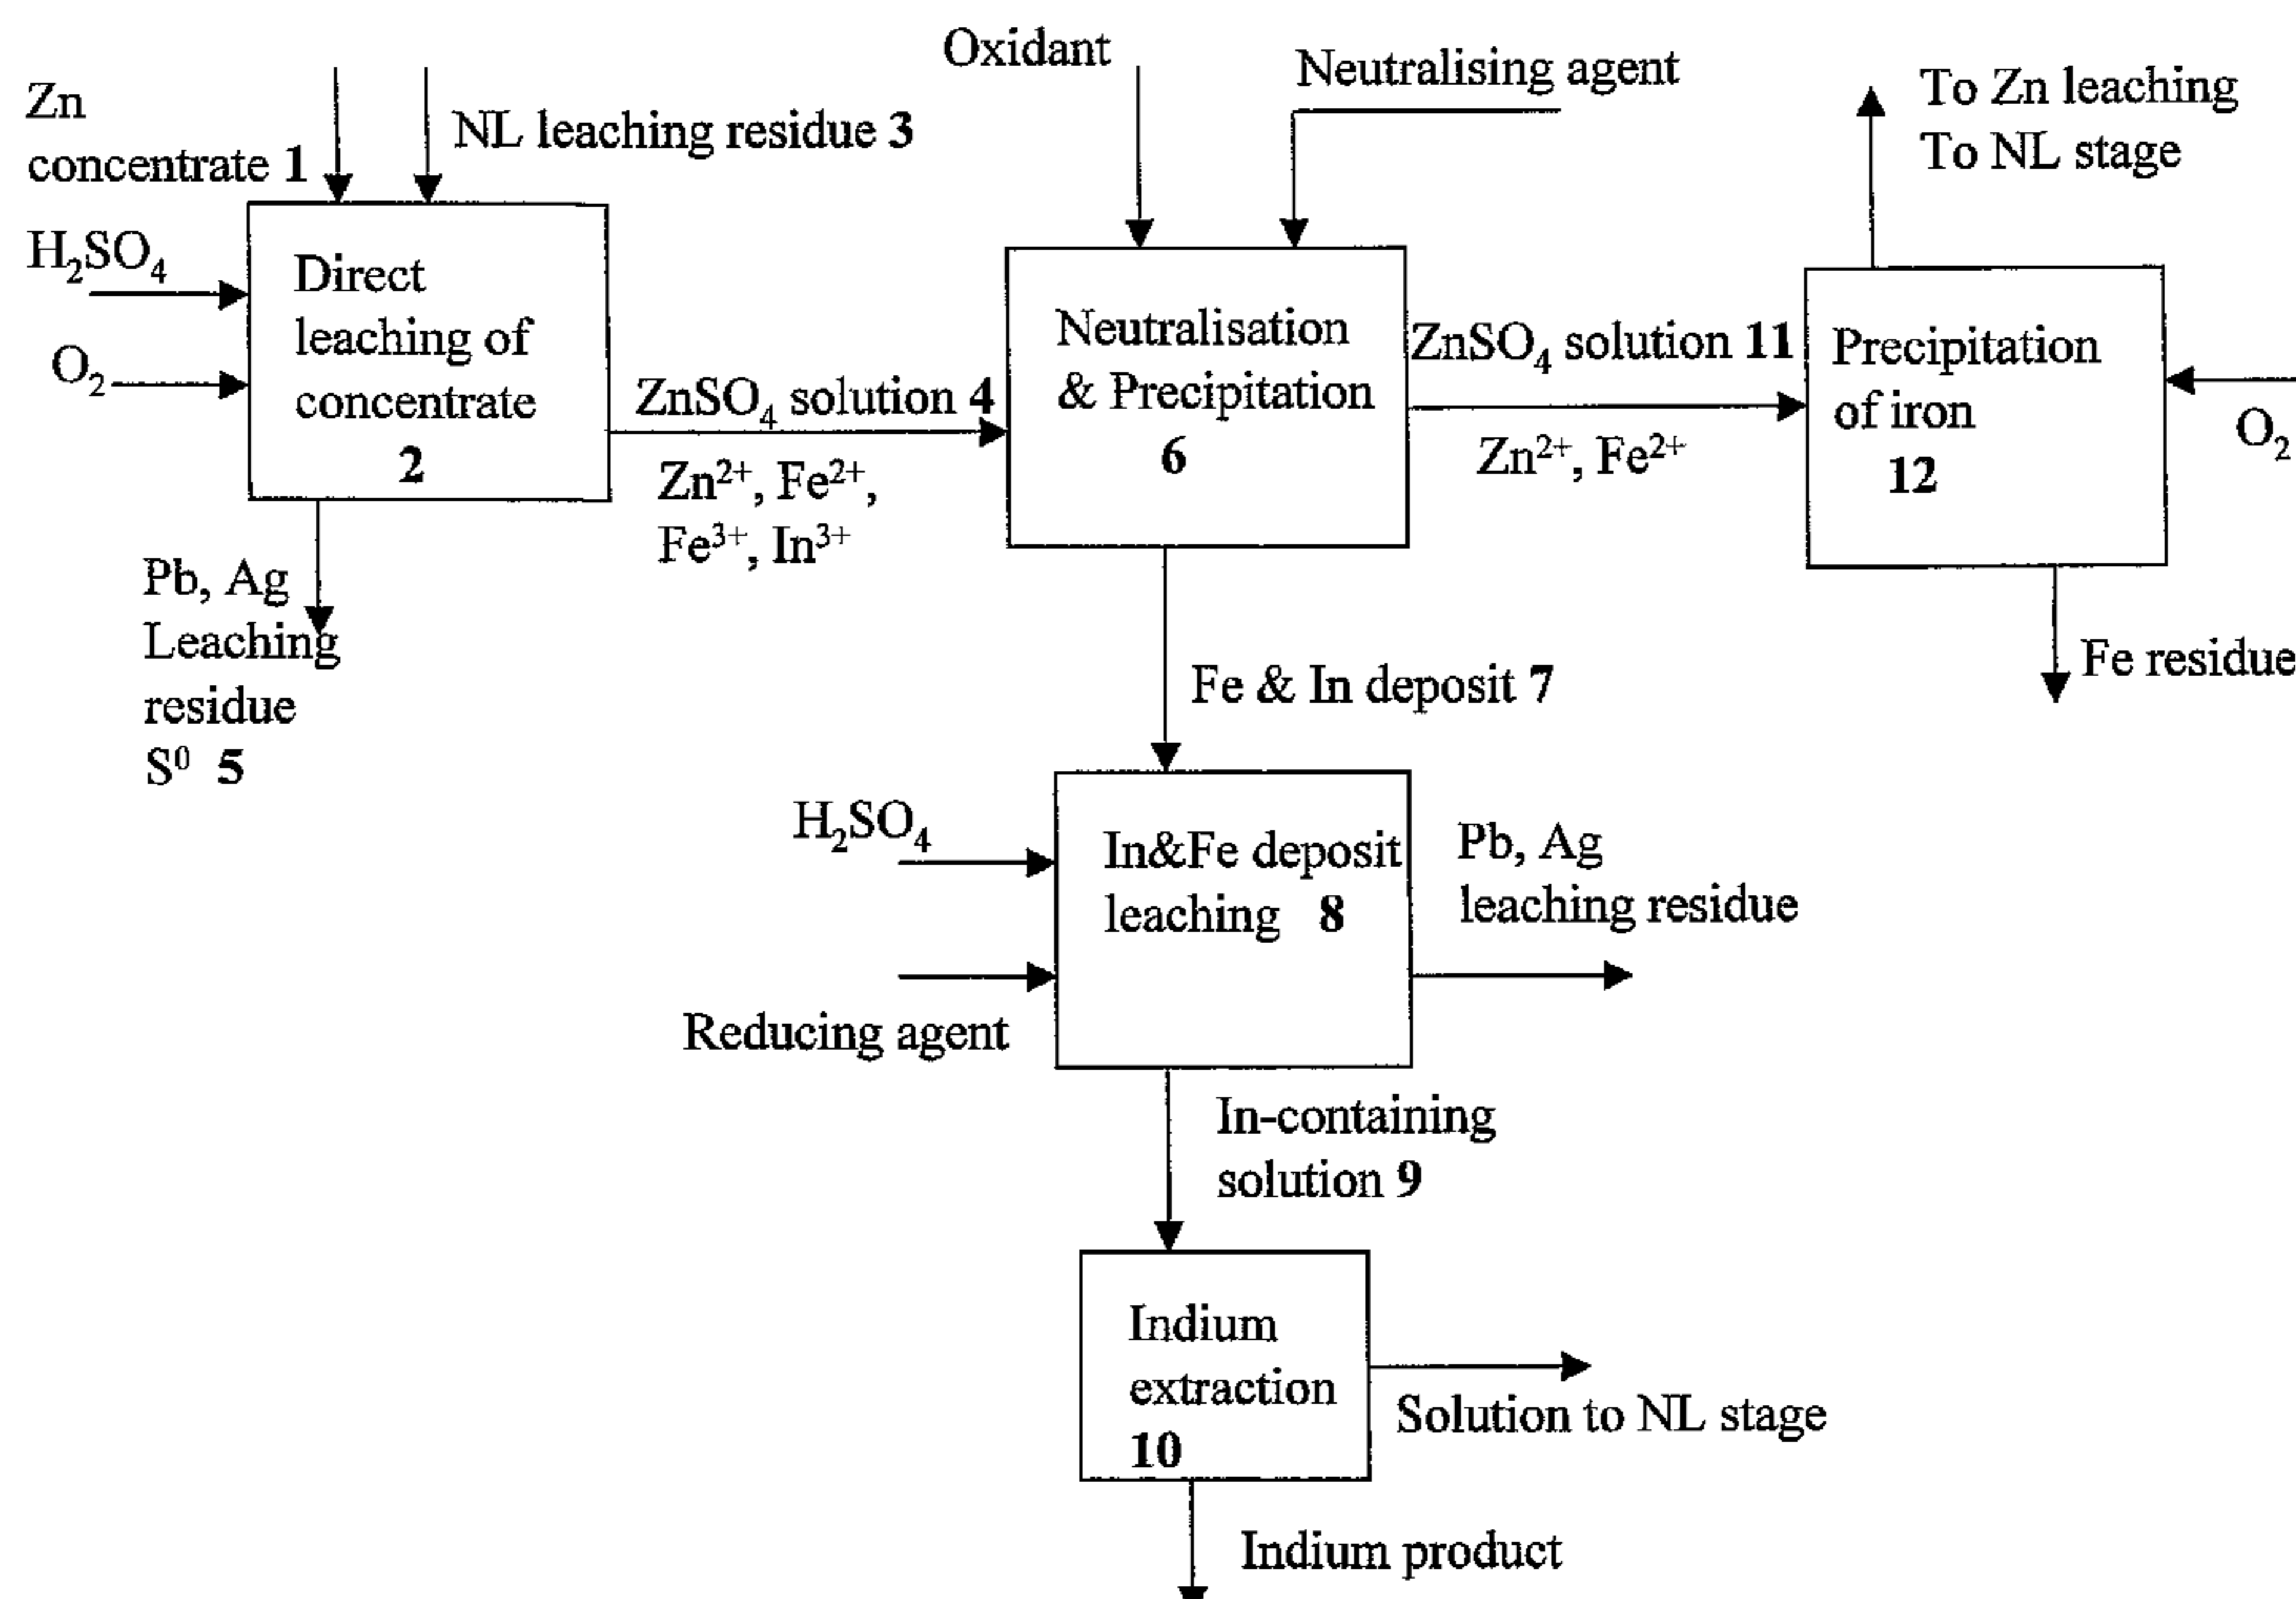 Zn
concentrate 1
NL leaching residue 3
H₂SO₄
O₂
Direct
leaching of
concentrate
2
Pb, Ag
Leaching
residue
S⁰ 5
ZnSO₄ solution 4
Zn²⁺, Fe²⁺,
Fe³⁺, In³⁺
Oxidant
Neutralising agent
Neutralisation
& Precipitation
6
ZnSO₄ solution 11
Zn²⁺, Fe²⁺
To Zn leaching
To NL stage
Precipitation
of iron
12
O₂
Fe residue
Fe & In deposit 7
H₂SO₄
Reducing agent
In&Fe deposit
leaching 8
Pb, Ag
leaching residue
In-containing
solution 9
Indium
extraction
10
Solution to NL stage
Indium product